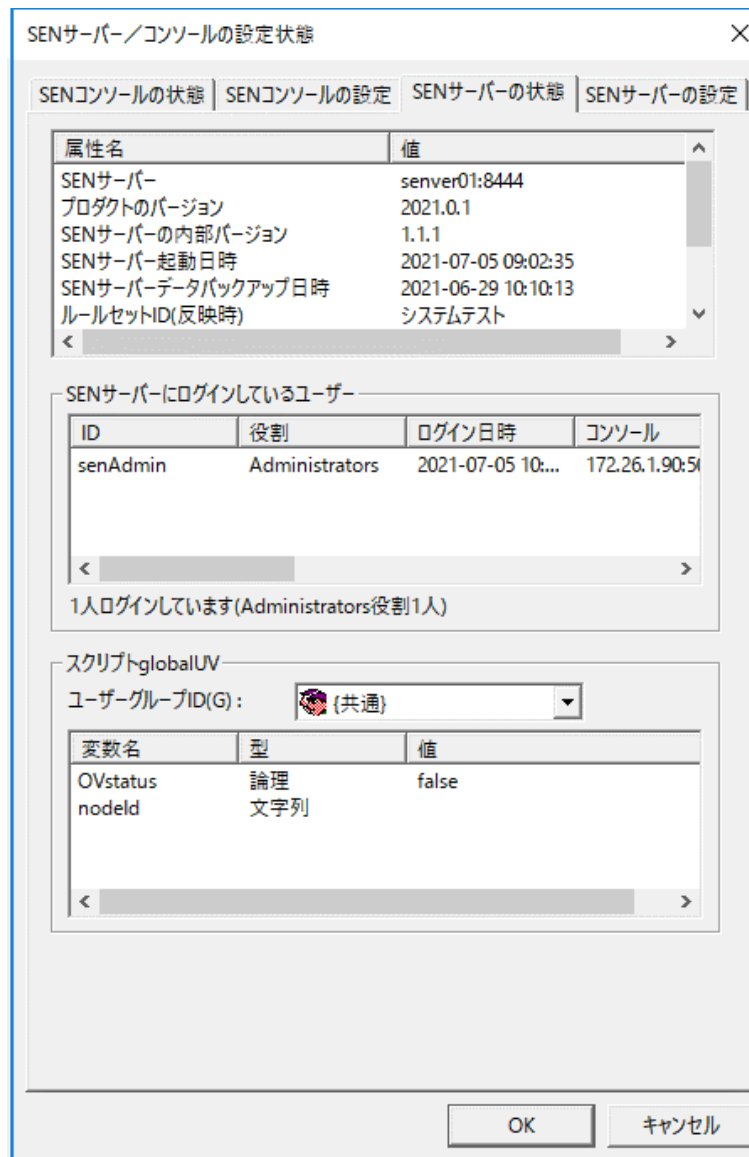 SENサーバー／コンソールの設定状態
SENコンソールの状態 SENコンソールの設定 SENサーバーの状態 SENサーバーの設定
属性名 値
SENサーバー senver01:8444
プロダクトのバージョン 2021.0.1
SENサーバーの内部バージョン 1.1.1
SENサーバー起動日時 2021-07-05 09:02:35
SENサーバーデータバックアップ日時 2021-06-29 10:10:13
ルールセットID(反映時) システムテスト
SENサーバーにログインしているユーザー
ID 役割 ログイン日時 コンソール
senAdmin Administrators 2021-07-05 10:... 172.26.1.90:50
1人ログインしています(Administrators役割1人)
スクリプトglobalUV
ユーザーグループID(G)： {共通}
変数名 型 値
OVstatus 論理 false
nodeId 文字列
OK キャンセル